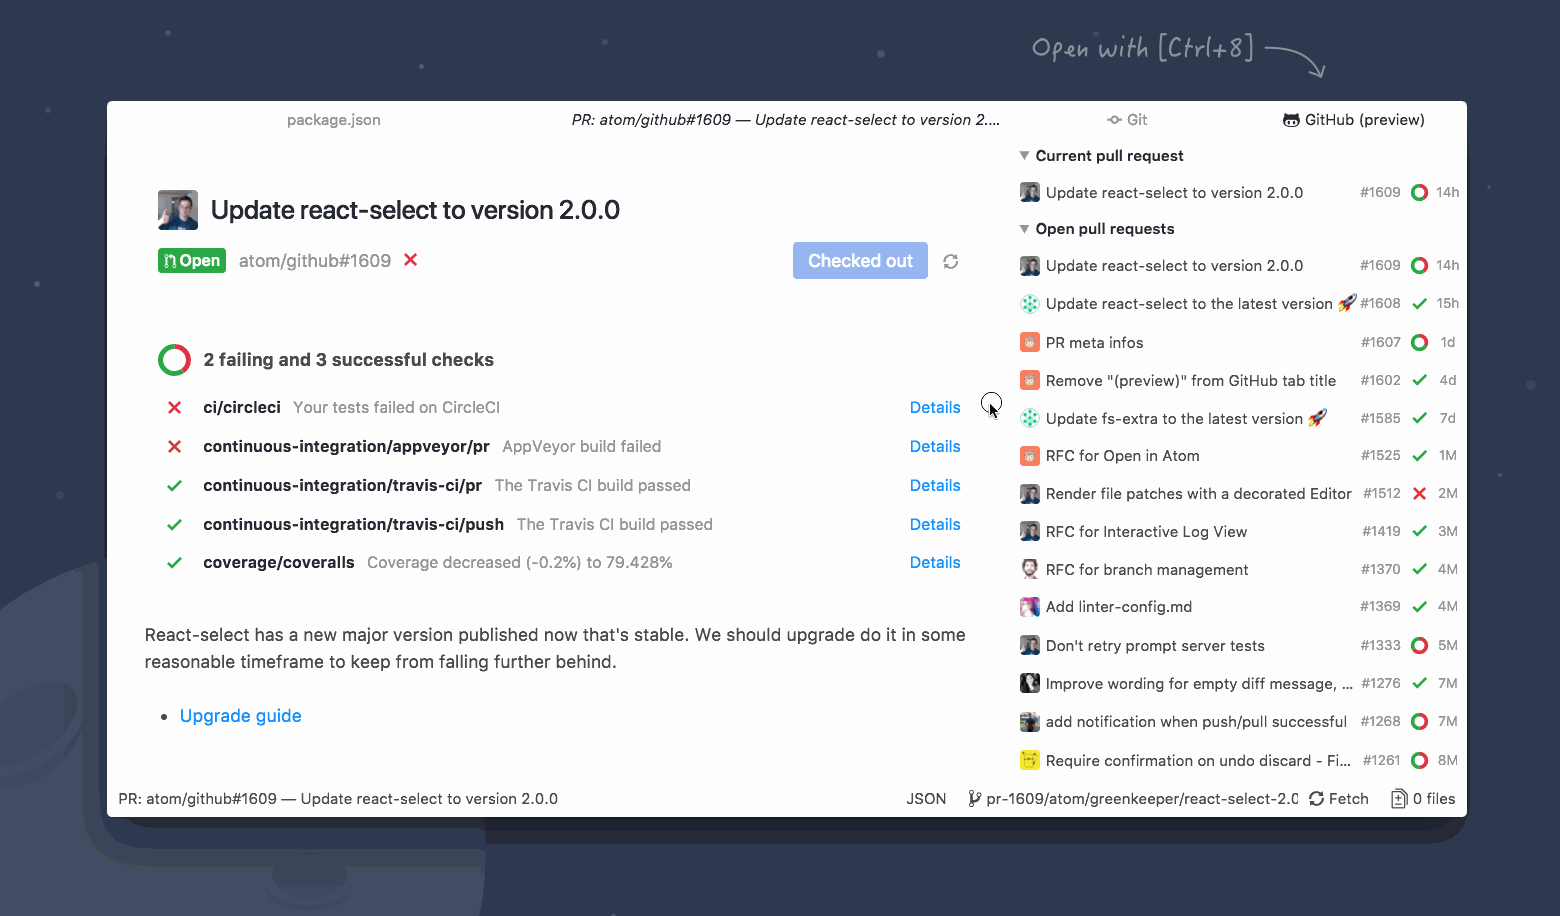 Open with [Ctrl+8]
package.json
PR: atom/github#1609 — Update react-select to version 2....
Git
GitHub (preview)
Update react-select to version 2.0.0
Open atom/github#1609
Checked out
2 failing and 3 successful checks
ci/circleci Your tests failed on CircleCI Details
continuous-integration/appveyor/pr AppVeyor build failed Details
continuous-integration/travis-ci/pr The Travis CI build passed Details
continuous-integration/travis-ci/push The Travis CI build passed Details
coverage/coveralls Coverage decreased (-0.2%) to 79.428% Details
React-select has a new major version published now that's stable. We should upgrade do it in some
reasonable timeframe to keep from falling further behind.
• Upgrade guide
Current pull request
Update react-select to version 2.0.0 #1609 14h
Open pull requests
Update react-select to version 2.0.0 #1609 14h
Update react-select to the latest version 🚀 #1608 15h
PR meta infos #1607 1d
Remove "(preview)" from GitHub tab title #1602 4d
Update fs-extra to the latest version 🚀 #1585 7d
RFC for Open in Atom #1525 1M
Render file patches with a decorated Editor #1512 2M
RFC for Interactive Log View #1419 3M
RFC for branch management #1370 4M
Add linter-config.md #1369 4M
Don't retry prompt server tests #1333 5M
Improve wording for empty diff message, ... #1276 7M
add notification when push/pull successful #1268 7M
Require confirmation on undo discard - Fi... #1261 8M
PR: atom/github#1609 — Update react-select to version 2.0.0
JSON
pr-1609/atom/greenkeeper/react-select-2.0
Fetch
0 files